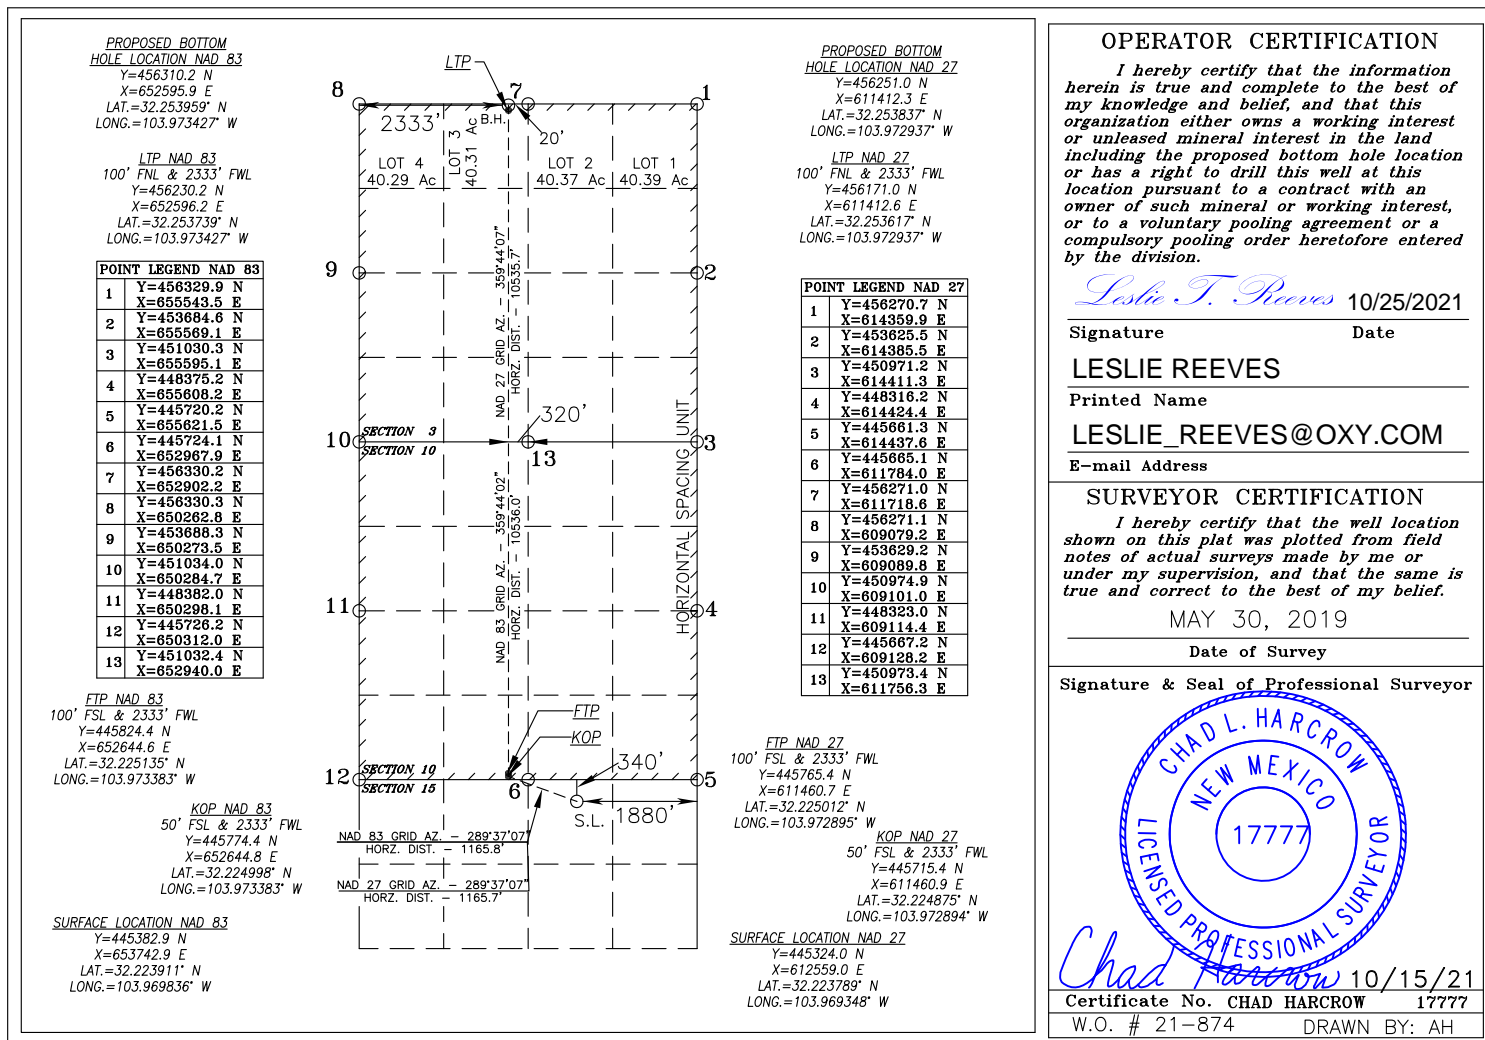 PROPOSED BOTTOM
HOLE LOCATION NAD 83
Y=456310.2 N
X=652595.9 E
LAT.=32.253959° N
LONG.=103.973427° W
LTP NAD 83
100' FNL & 2333' FWL
Y=456230.2 N
X=652596.2 E
LAT.=32.253739° N
LONG.=103.973427° W
POINT LEGEND NAD 83
1 Y=456329.9 N
X=655543.5 E
2 Y=453684.6 N
X=655569.1 E
3 Y=451030.3 N
X=655595.1 E
4 Y=448375.2 N
X=655608.2 E
5 Y=445720.2 N
X=655621.5 E
6 Y=445724.1 N
X=652967.9 E
7 Y=456330.2 N
X=652902.2 E
8 Y=456330.3 N
X=650262.8 E
9 Y=453688.3 N
X=650273.5 E
10 Y=451034.0 N
X=650284.7 E
11 Y=448382.0 N
X=650298.1 E
12 Y=445726.2 N
X=650312.0 E
13 Y=451032.4 N
X=652940.0 E
FTP NAD 83
100' FSL & 2333' FWL
Y=445824.4 N
X=652644.6 E
LAT.=32.225135° N
LONG.=103.973383° W
KOP NAD 83
50' FSL & 2333' FWL
Y=445774.4 N
X=652644.8 E
LAT.=32.224998° N
LONG.=103.973383° W
SURFACE LOCATION NAD 83
Y=445382.9 N
X=653742.9 E
LAT.=32.223911° N
LONG.=103.969836° W
LTP
8
7
1
2333'
B.H.
20'
LOT 4
40.29 Ac
LOT 3
40.31 Ac
LOT 2
40.37 Ac
LOT 1
40.39 Ac
NAD 27 GRID AZ. - 359°44'07"
HORZ. DIST. - 10535.7'
9
2
320'
10
SECTION 3
SECTION 10
13
3
NAD 83 GRID AZ. - 359°44'02"
HORZ. DIST. - 10536.0'
HORIZONTAL SPACING UNIT
11
4
FTP
KOP
12
SECTION 10
SECTION 15
6
340'
5
S.L.
1880'
NAD 83 GRID AZ. - 289°37'07"
HORZ. DIST. - 1165.8'
NAD 27 GRID AZ. - 289°37'07"
HORZ. DIST. - 1165.7'
PROPOSED BOTTOM
HOLE LOCATION NAD 27
Y=456251.0 N
X=611412.3 E
LAT.=32.253837° N
LONG.=103.972937° W
LTP NAD 27
100' FNL & 2333' FWL
Y=456171.0 N
X=611412.6 E
LAT.=32.253617° N
LONG.=103.972937° W
POINT LEGEND NAD 27
1 Y=456270.7 N
X=614359.9 E
2 Y=453625.5 N
X=614385.5 E
3 Y=450971.2 N
X=614411.3 E
4 Y=448316.2 N
X=614424.4 E
5 Y=445661.3 N
X=614437.6 E
6 Y=445665.1 N
X=611784.0 E
7 Y=456271.0 N
X=611718.6 E
8 Y=456271.1 N
X=609079.2 E
9 Y=453629.2 N
X=609089.8 E
10 Y=450974.9 N
X=609101.0 E
11 Y=448323.0 N
X=609114.4 E
12 Y=445667.2 N
X=609128.2 E
13 Y=450973.4 N
X=611756.3 E
FTP NAD 27
100' FSL & 2333' FWL
Y=445765.4 N
X=611460.7 E
LAT.=32.225012° N
LONG.=103.972895° W
KOP NAD 27
50' FSL & 2333' FWL
Y=445715.4 N
X=611460.9 E
LAT.=32.224875° N
LONG.=103.972894° W
SURFACE LOCATION NAD 27
Y=445324.0 N
X=612559.0 E
LAT.=32.223789° N
LONG.=103.969348° W
OPERATOR CERTIFICATION
I hereby certify that the information
herein is true and complete to the best of
my knowledge and belief, and that this
organization either owns a working interest
or unleased mineral interest in the land
including the proposed bottom hole location
or has a right to drill this well at this
location pursuant to a contract with an
owner of such mineral or working interest,
or to a voluntary pooling agreement or a
compulsory pooling order heretofore entered
by the division.
Leslie T. Reeves 10/25/2021
Signature Date
LESLIE REEVES
Printed Name
LESLIE_REEVES@OXY.COM
E-mail Address
SURVEYOR CERTIFICATION
I hereby certify that the well location
shown on this plat was plotted from field
notes of actual surveys made by me or
under my supervision, and that the same is
true and correct to the best of my belief.
MAY 30, 2019
Date of Survey
Signature & Seal of Professional Surveyor
CHAD L. HARCROW
NEW MEXICO
17777
LICENSED PROFESSIONAL SURVEYOR
Chad Harcrow 10/15/21
Certificate No. CHAD HARCROW 17777
W.O. # 21-874 DRAWN BY: AH